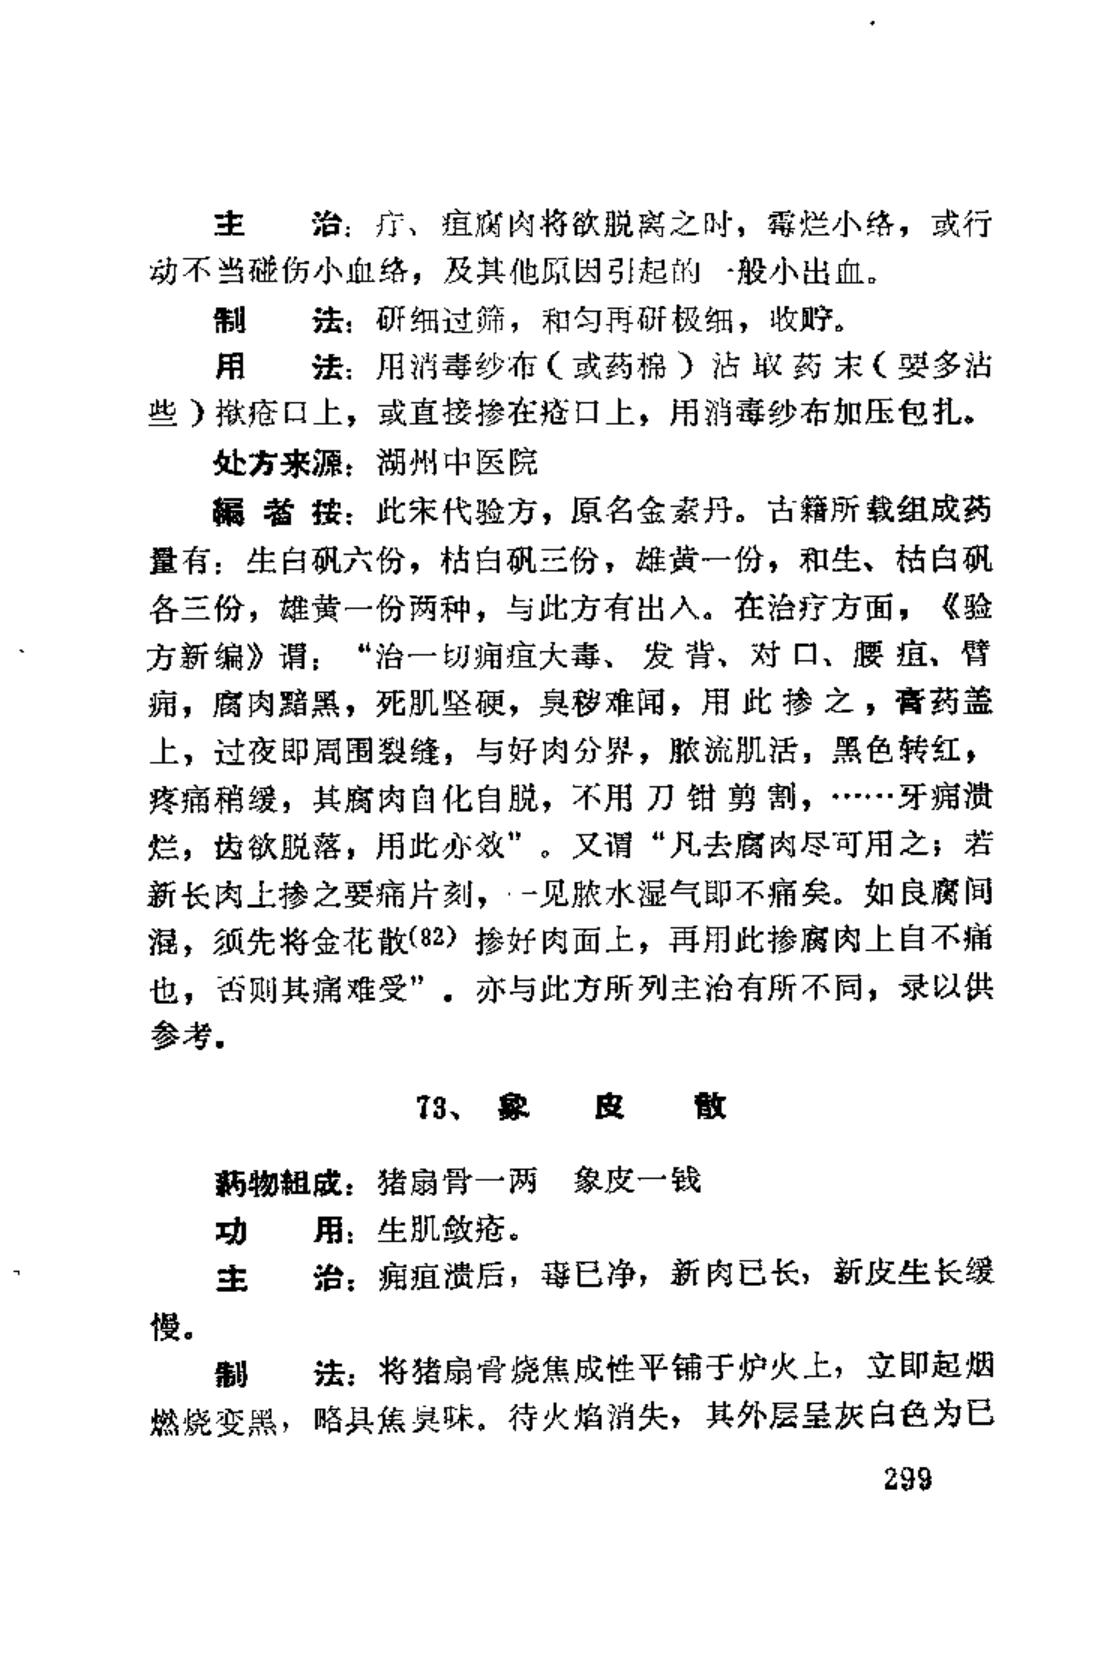 主　　治：疔、疽腐肉将欲脱离之时，霉烂小络，或行
动不当碰伤小血络，及其他原因引起的一般小出血。
制　　法：研细过筛，和匀再研极细，收贮。
用　　法：用消毒纱布（或药棉）沾取药末（要多沾
些）揿疮口上，或直接掺在疮口上，用消毒纱布加压包扎。
处方来源：湖州中医院
编 者 按：此宋代验方，原名金素丹。古籍所载组成药
量有：生白矾六份，枯白矾三份，雄黄一份，和生、枯白矾
各三份，雄黄一份两种，与此方有出入。在治疗方面，《验
方新编》谓：“治一切痈疽大毒、发背、对口、腰疽、臂
痈，腐肉黯黑，死肌坚硬，臭秽难闻，用此掺之，膏药盖
上，过夜即周围裂缝，与好肉分界，脓流肌活，黑色转红，
疼痛稍缓，其腐肉自化自脱，不用刀钳剪割，……牙痈溃
烂，齿欲脱落，用此亦效”。又谓“凡去腐肉尽可用之；若
新长肉上掺之要痛片刻，一见脓水湿气即不痛矣。如良腐间
混，须先将金花散(82)掺好肉面上，再用此掺腐肉上自不痛
也，否则其痛难受”．亦与此方所列主治有所不同，录以供
参考。
73、象　皮　散
药物组成：猪扇骨一两　象皮一钱
功　　用：生肌敛疮。
主　　治：痈疽溃后，毒已净，新肉已长，新皮生长缓
慢。
制　　法：将猪扇骨烧焦成性平铺于炉火上，立即起烟
燃烧变黑，略具焦臭味。待火焰消失，其外层呈灰白色为已
299